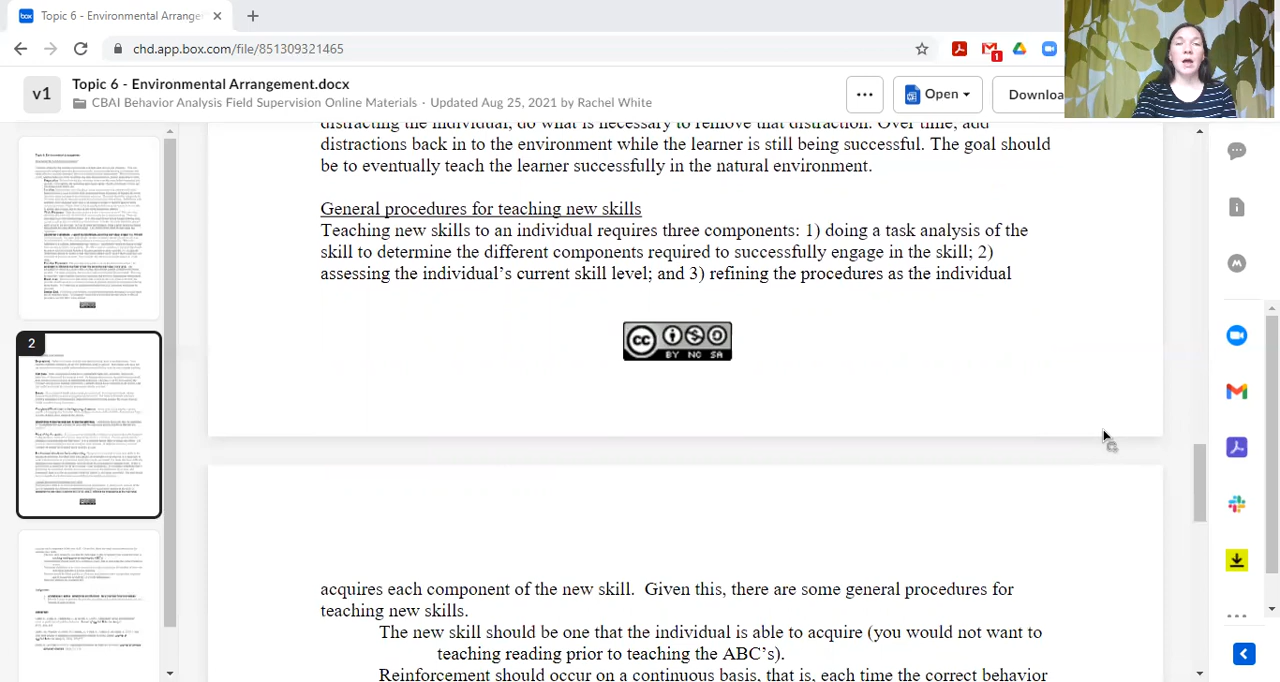 Topic 6 - Environmental Arrange
chd.app.box.com/file/851309321465
1
v1
Topic 6 - Environmental Arrangement.docx
CBAI Behavior Analysis Field Supervision Online Materials · Updated Aug 25, 2021 by Rachel White
Open
Downloa
distracting the individual, do what is necessary to remove that distraction. Over time, add
distractions back in to the environment while the learner is still being successful. The goal should
be to eventually teach the learner successfully in the natural environment.
General procedures for teaching new skills
Teaching new skills to an individual requires three components: 1) doing a task analysis of the
skill to determine the behavior components required to successfully engage in the skill; 2)
assessing the individual's current skill level; and 3) refining the procedures as the individual
CC BY NC SA
2
learns each component of the new skill. Given this, there are some general procedures for
teaching new skills.
The new skill should be one that the individual is able to acquire (you would not want to
teaching reading prior to teaching the ABC's).
Reinforcement should occur on a continuous basis, that is, each time the correct behavior